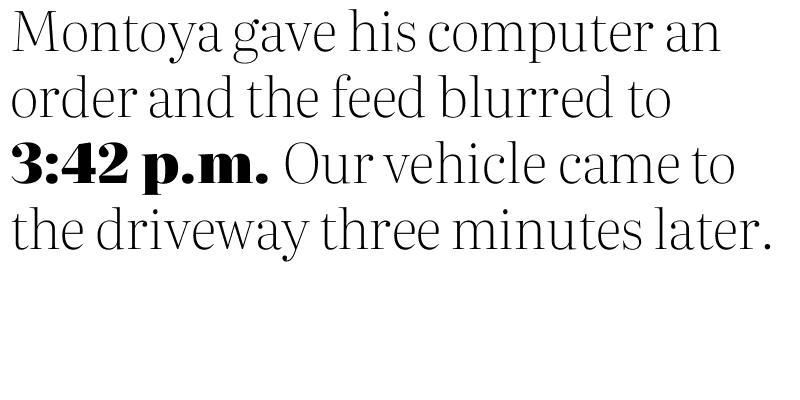 Montoya gave his computer an
order and the feed blurred to
3:42 p.m. Our vehicle came to
the driveway three minutes later.